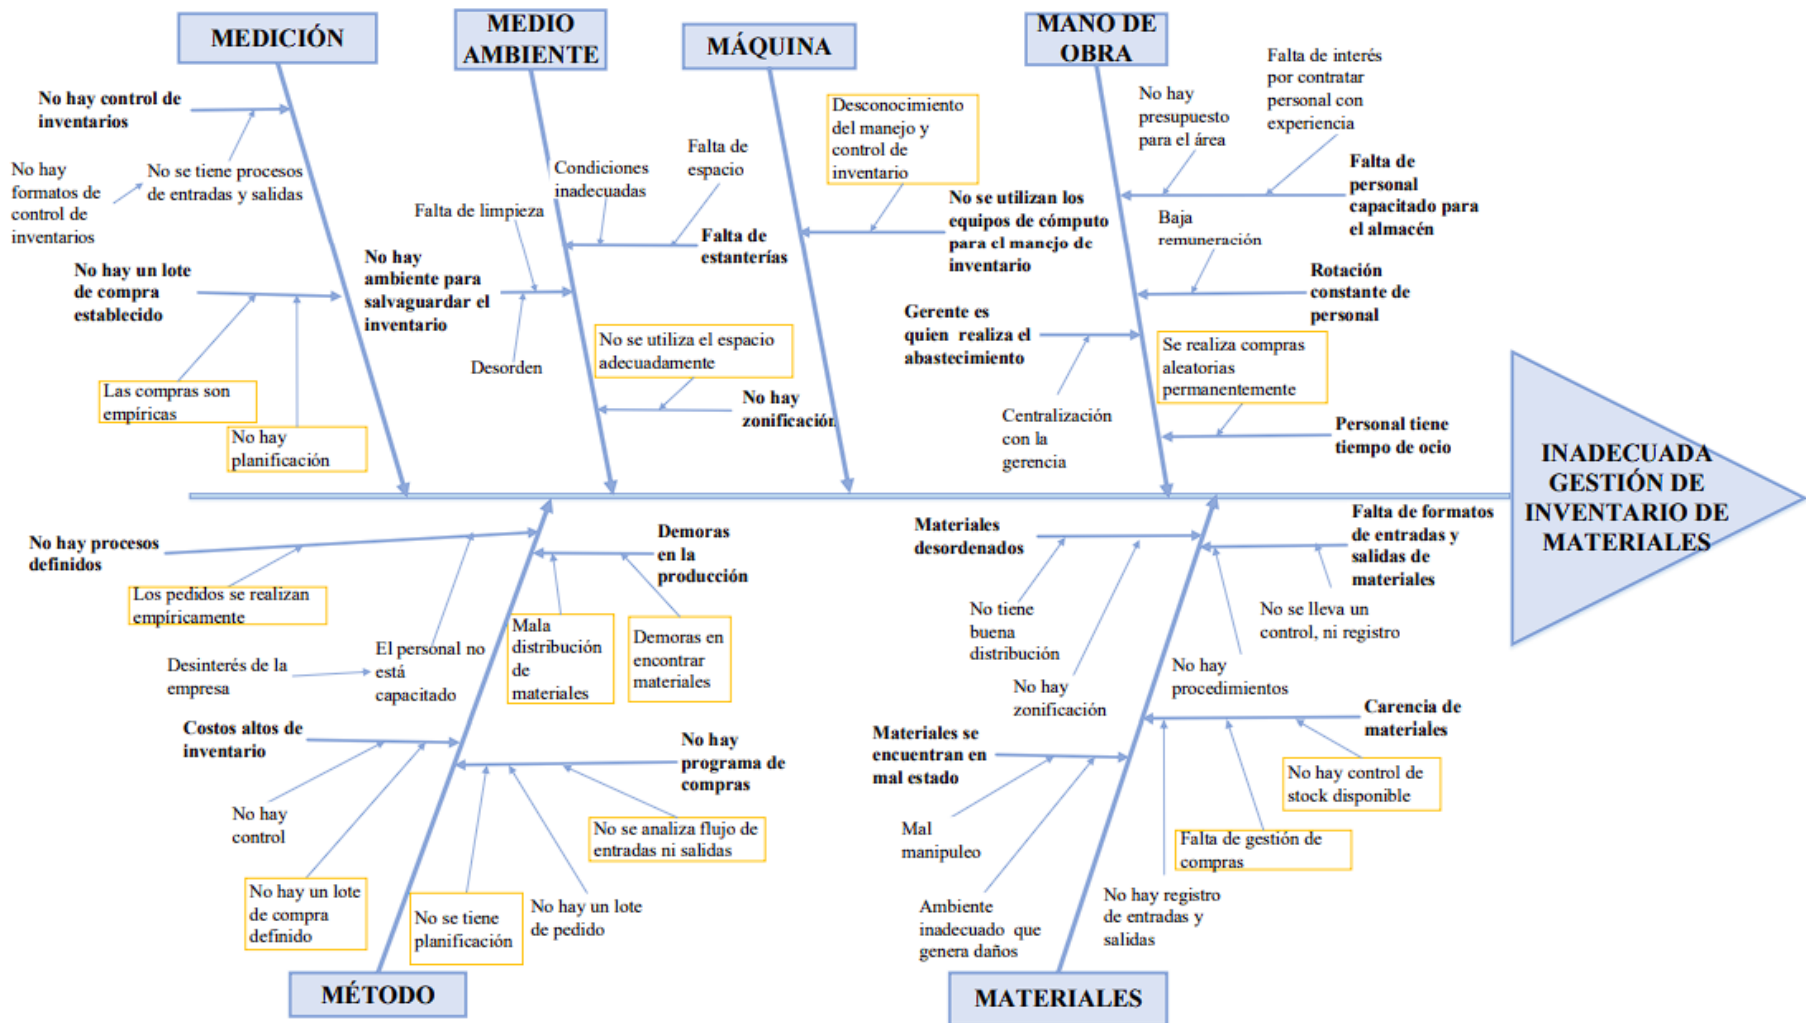 MEDICIÓN
MEDIO
AMBIENTE
MÁQUINA
MANO DE
OBRA
No hay control de
inventarios
No se tiene procesos
de entradas y salidas
No hay
formatos de
control de
inventarios
No hay un lote
de compra
establecido
Las compras son
empíricas
No hay
planificación
Condiciones
inadecuadas
Falta de
espacio
Falta de
estanterías
Falta de limpieza
No hay
ambiente para
salvaguardar el
inventario
Desorden
No se utiliza el espacio
adecuadamente
No hay
zonificación
Desconocimiento
del manejo y
control de
inventario
No se utilizan los
equipos de cómputo
para el manejo de
inventario
No hay
presupuesto
para el área
Falta de interés
por contratar
personal con
experiencia
Falta de
personal
capacitado para
el almacén
Baja
remuneración
Rotación
constante de
personal
Gerente es
quien realiza el
abastecimiento
Centralización
con la
gerencia
Se realiza compras
aleatorias
permanentemente
Personal tiene
tiempo de ocio
INADECUADA
GESTIÓN DE
INVENTARIO DE
MATERIALES
No hay procesos
definidos
Los pedidos se realizan
empíricamente
Desinterés de la
empresa
El personal no
está
capacitado
Demoras
en la
producción
Mala
distribución
de
materiales
Demoras en
encontrar
materiales
Costos altos de
inventario
No hay
control
No hay un lote
de compra
definido
No hay
programa de
compras
No se analiza flujo de
entradas ni salidas
No se tiene
planificación
No hay un lote
de pedido
MÉTODO
Materiales
desordenados
No tiene
buena
distribución
No hay
zonificación
Falta de formatos
de entradas y
salidas de
materiales
No se lleva un
control, ni registro
No hay
procedimientos
Materiales se
encuentran en
mal estado
Mal
manipuleo
Ambiente
inadecuado que
genera daños
Carencia de
materiales
No hay control de
stock disponible
Falta de gestión de
compras
No hay registro
de entradas y
salidas
MATERIALES